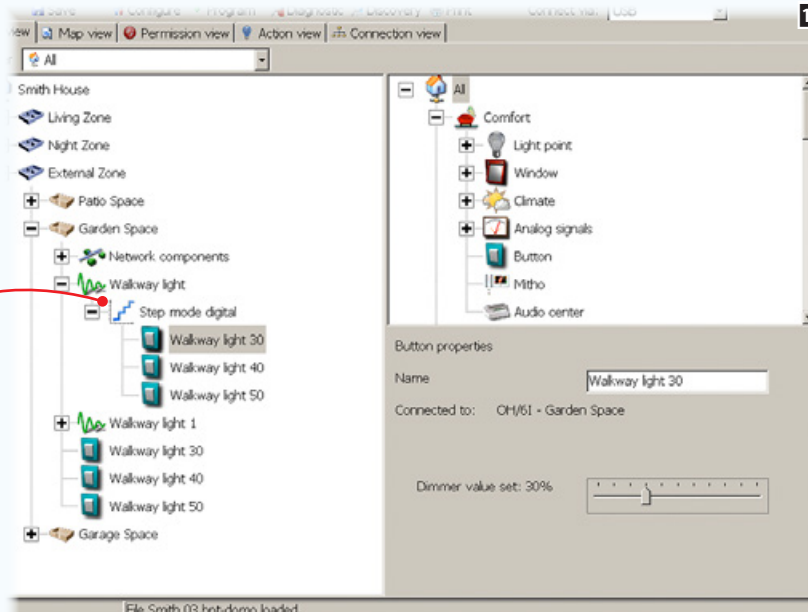 Save Configure Program Diagnostic Discovery Print Connect via: USB
1
ew Map view Permission view Action view Connection view
All
Smith House
Living Zone
Night Zone
External Zone
Patio Space
Garden Space
Network components
Walkway light
Step mode digital
Walkway light 30
Walkway light 40
Walkway light 50
Walkway light 1
Walkway light 30
Walkway light 40
Walkway light 50
Garage Space
All
Comfort
Light point
Window
Climate
Analog signals
Button
Mitho
Audio center
Button properties
Name Walkway light 30
Connected to: OH/6I - Garden Space
Dimmer value set: 30%
File Smith 03.bpt-domo loaded.